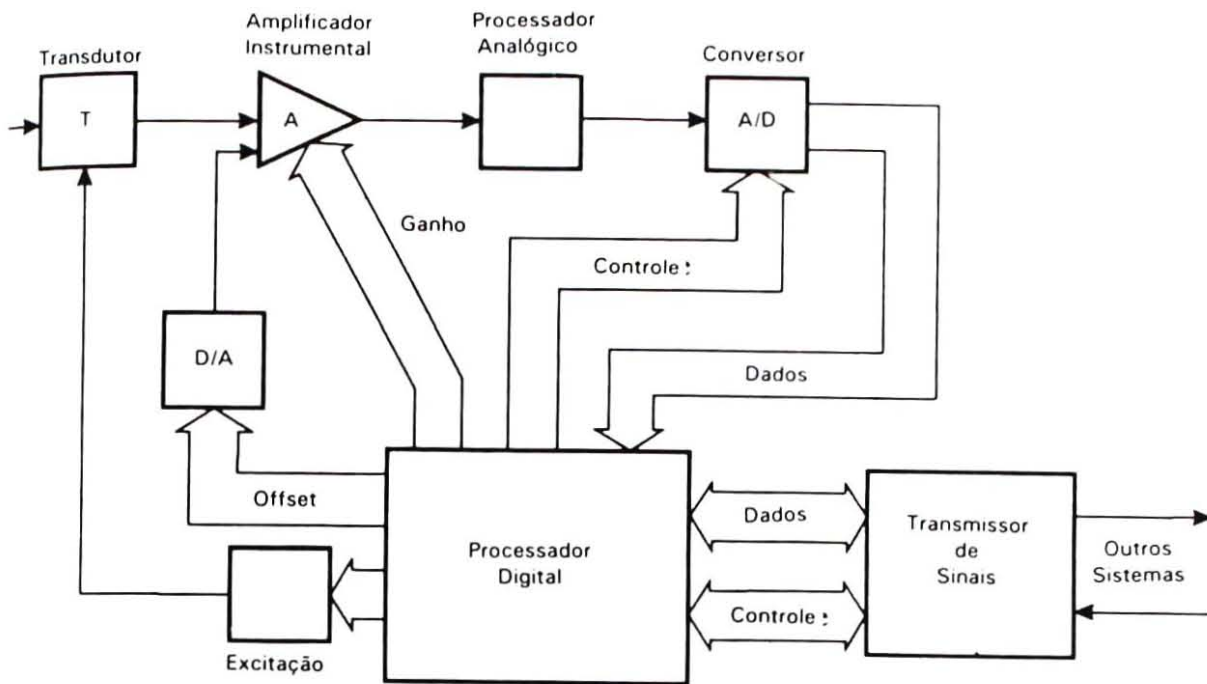 Transdutor
T
Amplificador
Instrumental
A
Processador
Analógico
Conversor
A/D
Ganho
Controle :
D/A
Dados
Offset
Processador
Digital
Dados
Controle :
Transmissor
de
Sinais
Outros
Sistemas
Excitação